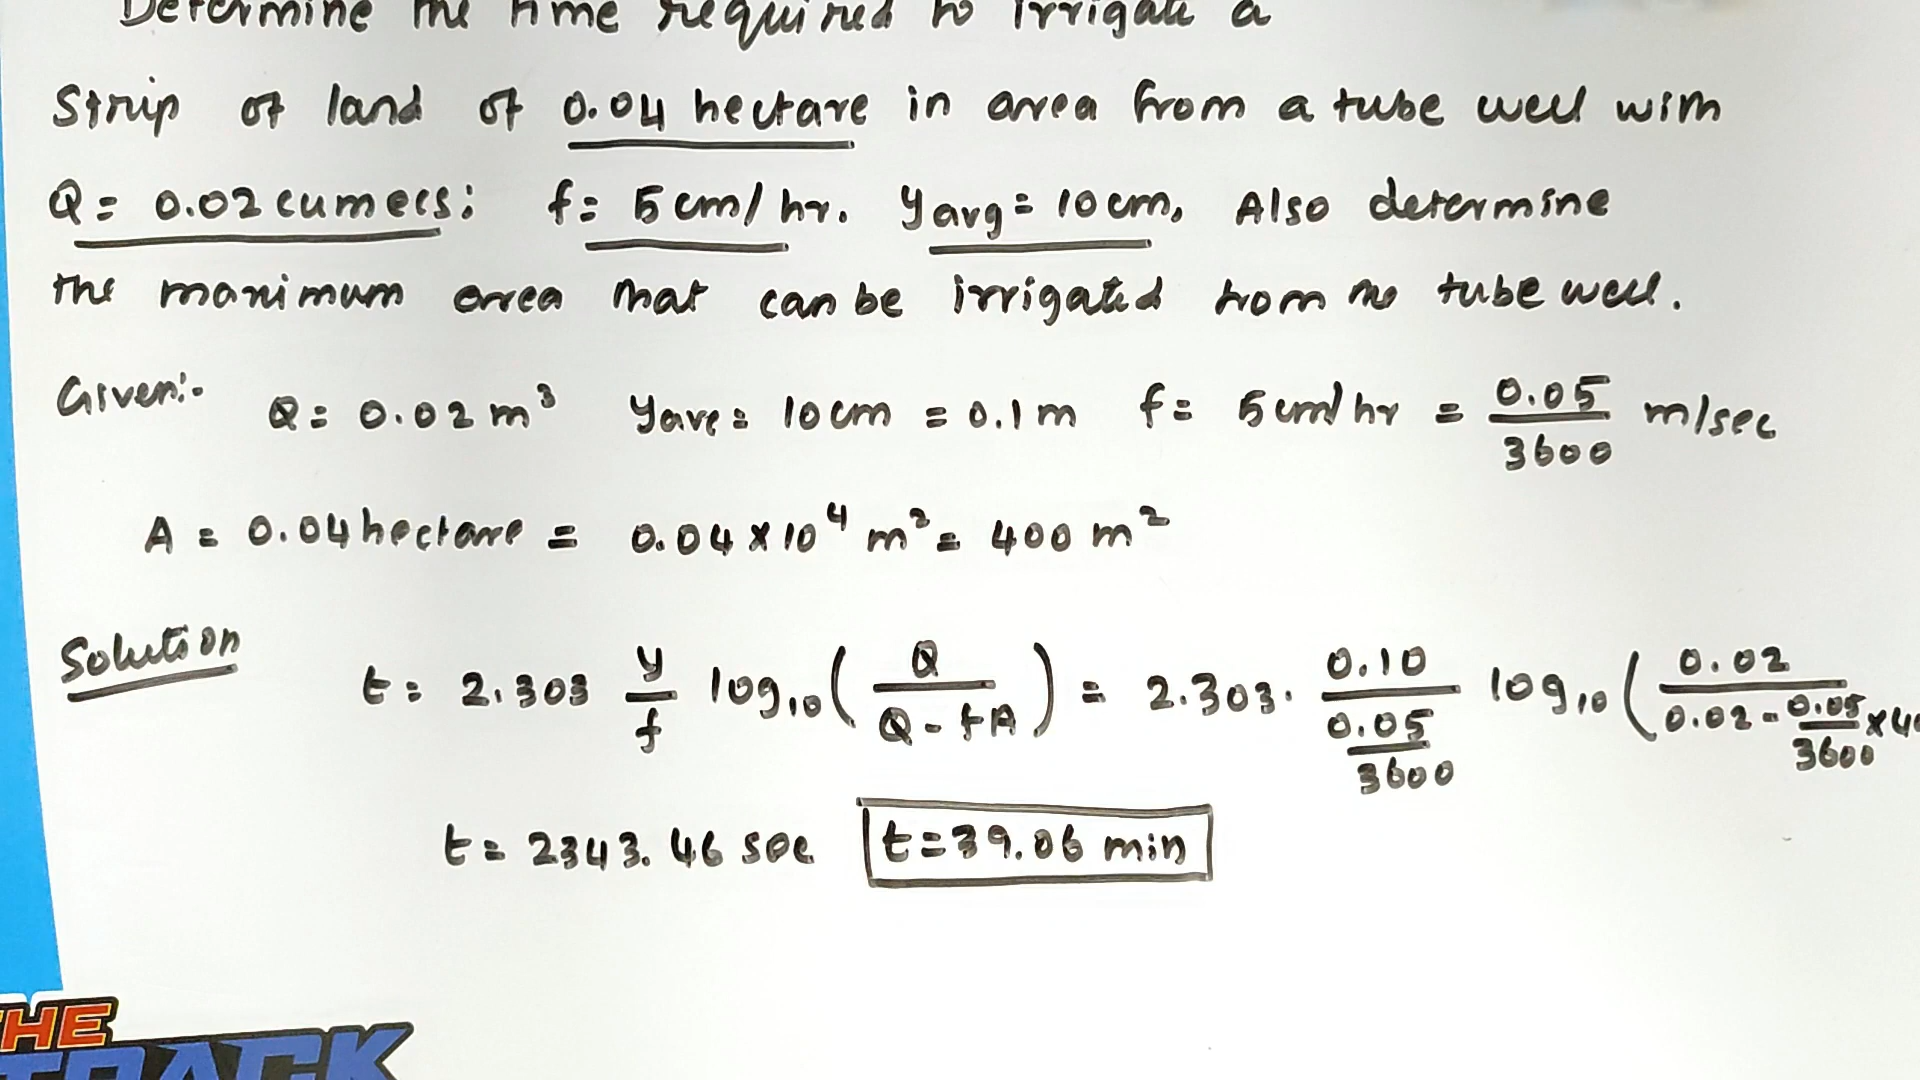 Determine the time required to irrigate a
Strip of land of 0.04 hectare in area from a tube well with
Q = 0.02 cumecs; f = 5 cm/hr. yavg = 10 cm, Also determine
the maximum area that can be irrigated from the tube well.
Given:- Q = 0.02 m³ yave = 10 cm = 0.1 m f = 5 cm/hr = 0.05/3600 m/sec
A = 0.04 hectare = 0.04 × 10⁴ m² = 400 m²
Solution
t = 2.303 y/f log₁₀ (Q/(Q - fA)) = 2.303. 0.10/(0.05/3600) log₁₀ (0.02/(0.02 - 0.05/3600 × 4
t = 2343.46 sec t = 39.06 min
THE
TRACK